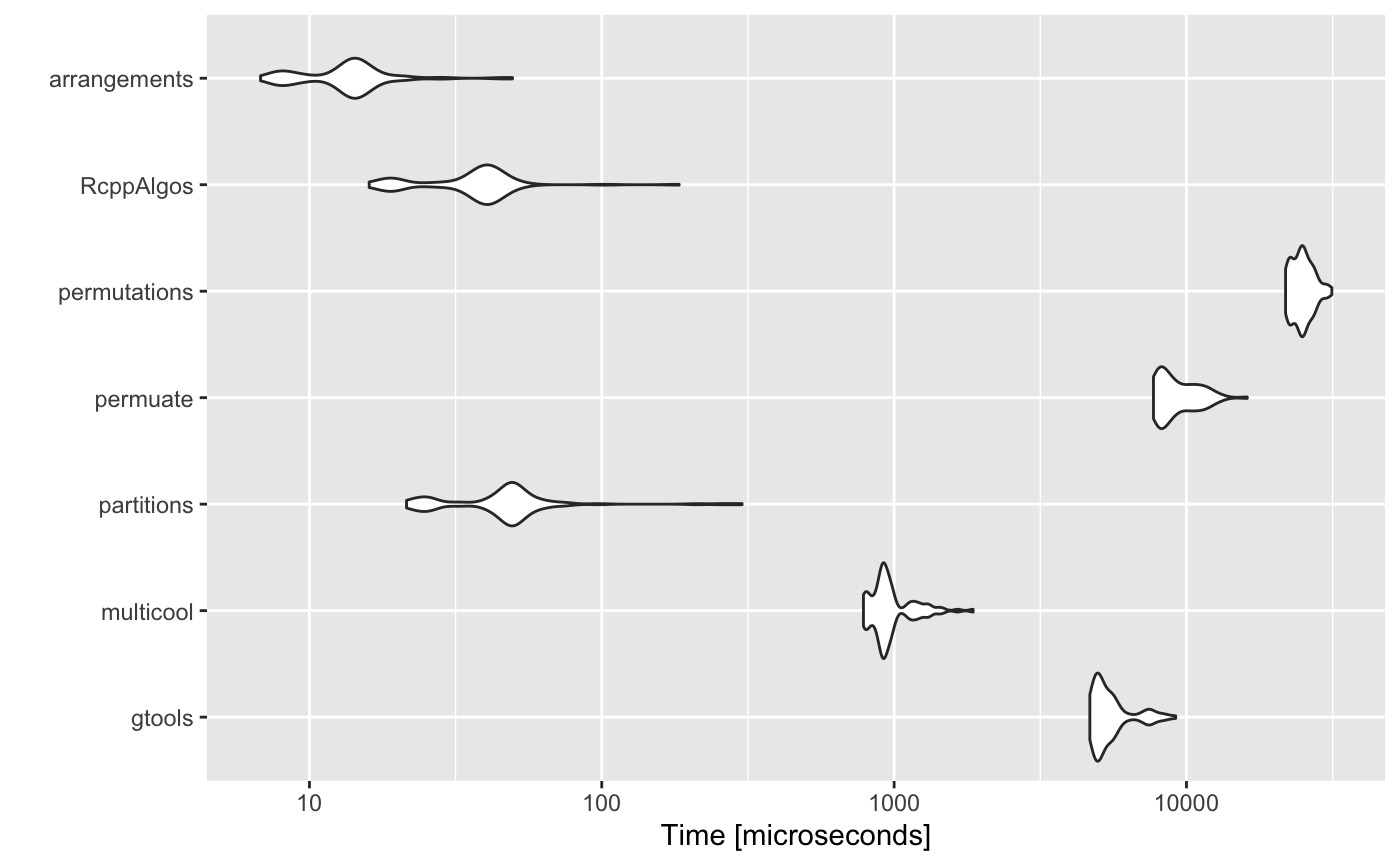 arrangements
RcppAlgos
permutations
permuate
partitions
multicool
gtools
10 100 1000 10000
Time [microseconds]